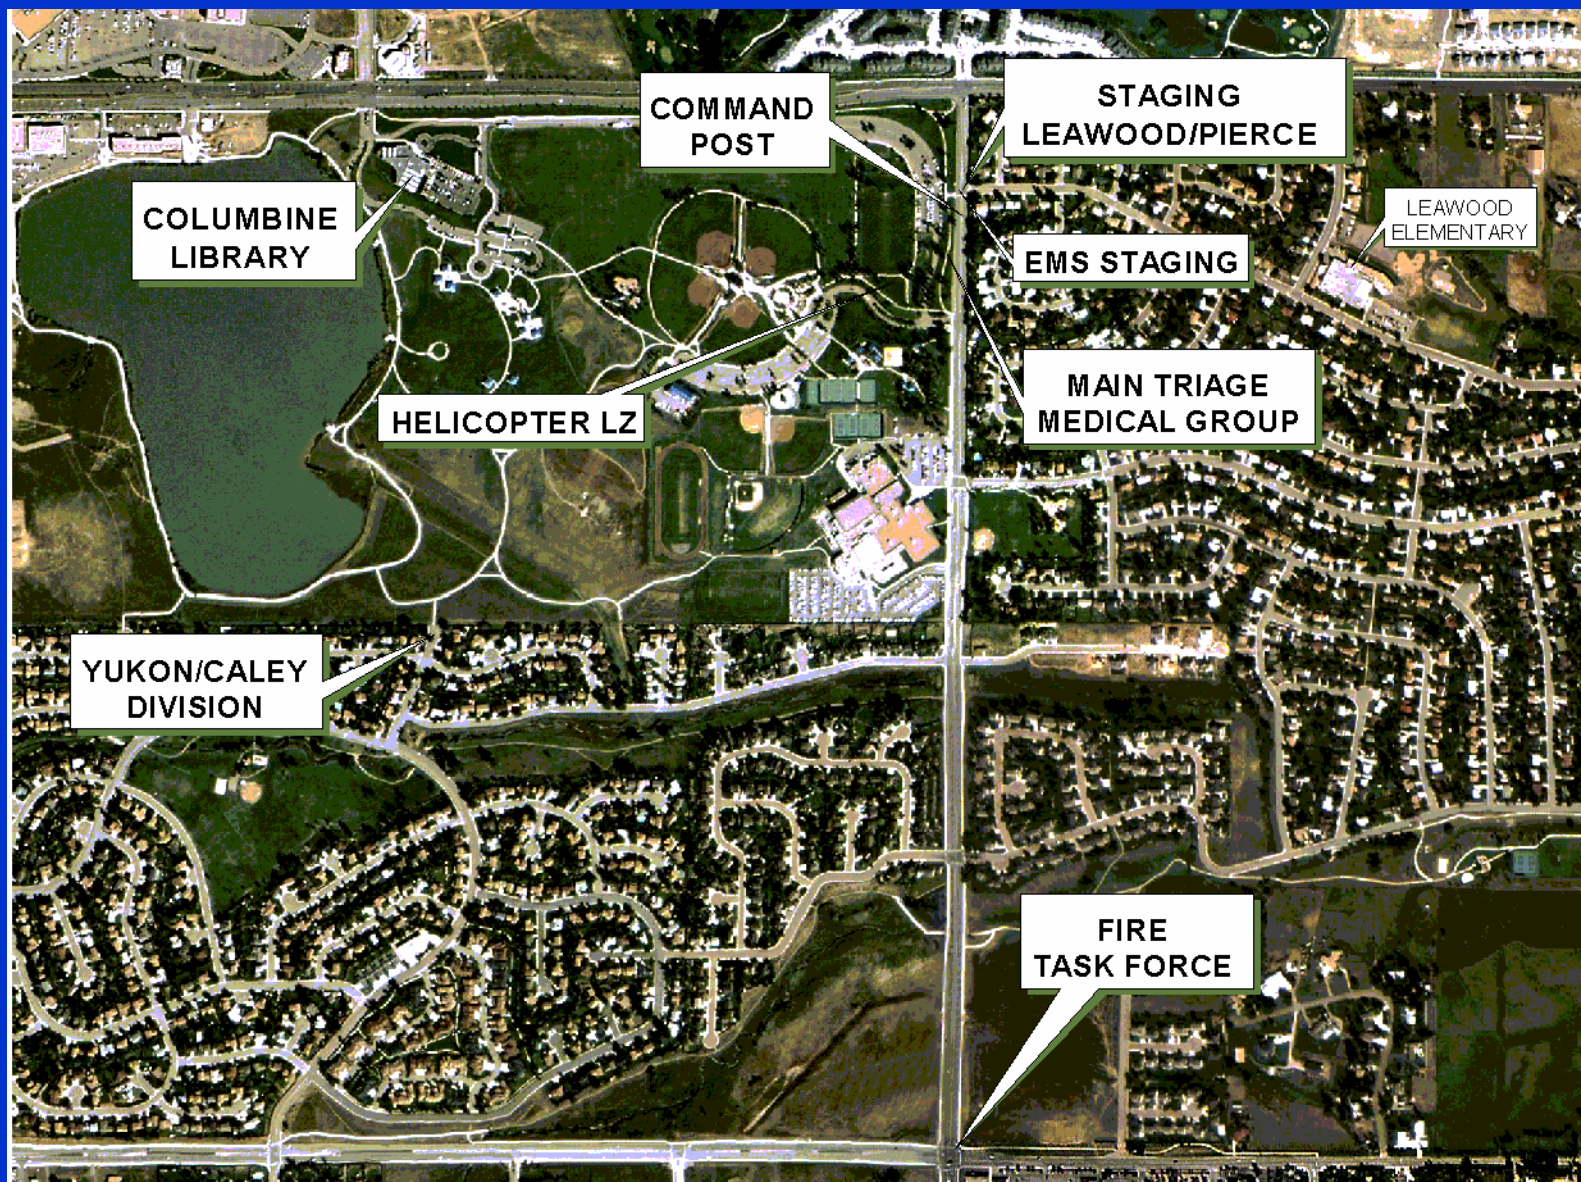 COMMAND
POST
STAGING
LEAWOOD/PIERCE
COLUMBINE
LIBRARY
LEAWOOD
ELEMENTARY
EMS STAGING
HELICOPTER LZ
MAIN TRIAGE
MEDICAL GROUP
YUKON/CALEY
DIVISION
FIRE
TASK FORCE